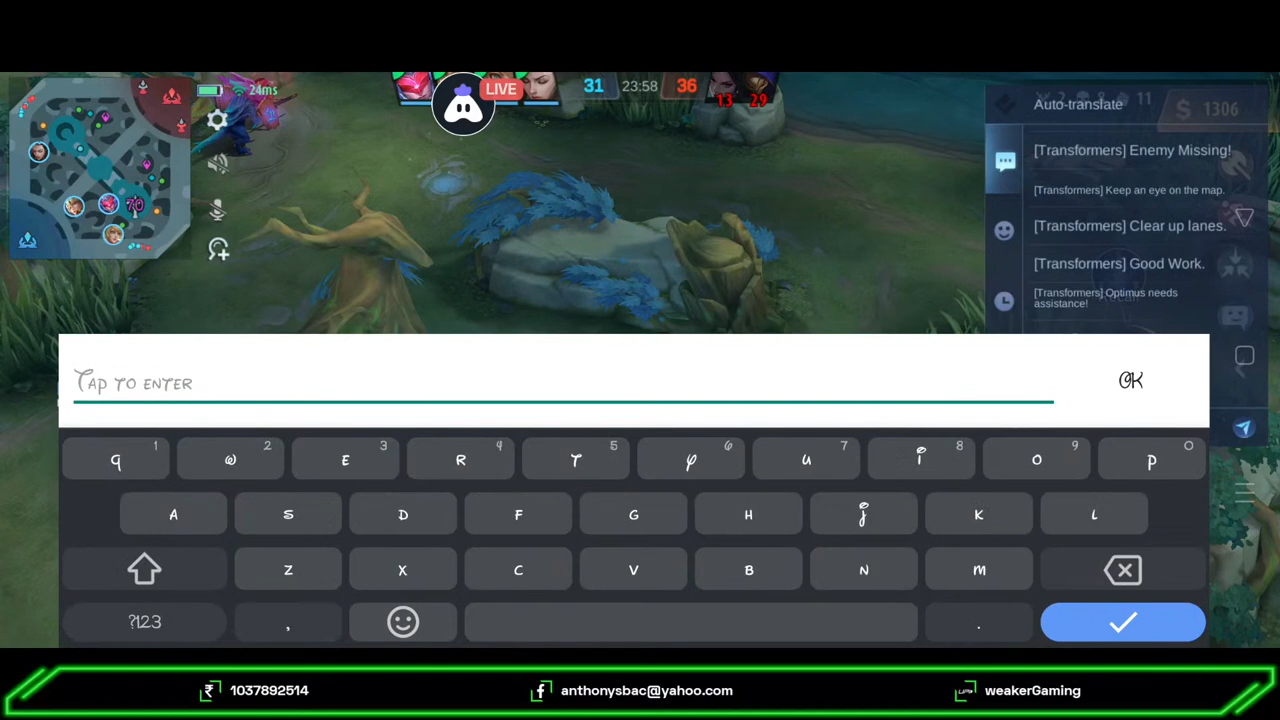 24ms
LIVE
31 23:58 36
13 29
70
11
$ 1306
Auto-translate
[Transformers] Enemy Missing!
[Transformers] Keep an eye on the map.
[Transformers] Clear up lanes.
[Transformers] Good Work.
[Transformers] Optimus needs
assistance!
Tap to enter
OK
1 2 3 4 5 6 7 8 9 0
q w e r t y u i o p
a s d f g h j k l
z x c v b n m
?123 , .
1037892514
anthonysbac@yahoo.com
weakerGaming